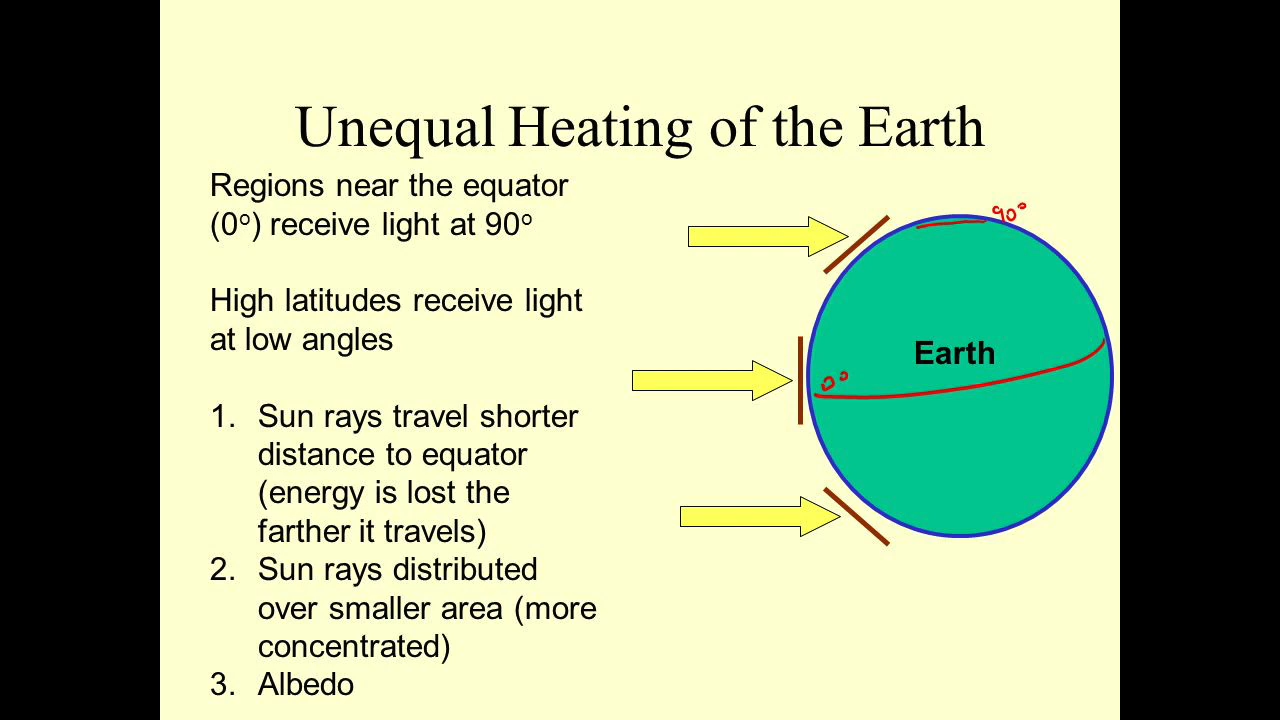 Unequal Heating of the Earth
Regions near the equator
(0°) receive light at 90°
High latitudes receive light
at low angles
1. Sun rays travel shorter
distance to equator
(energy is lost the
farther it travels)
2. Sun rays distributed
over smaller area (more
concentrated)
3. Albedo
90°
Earth
0°